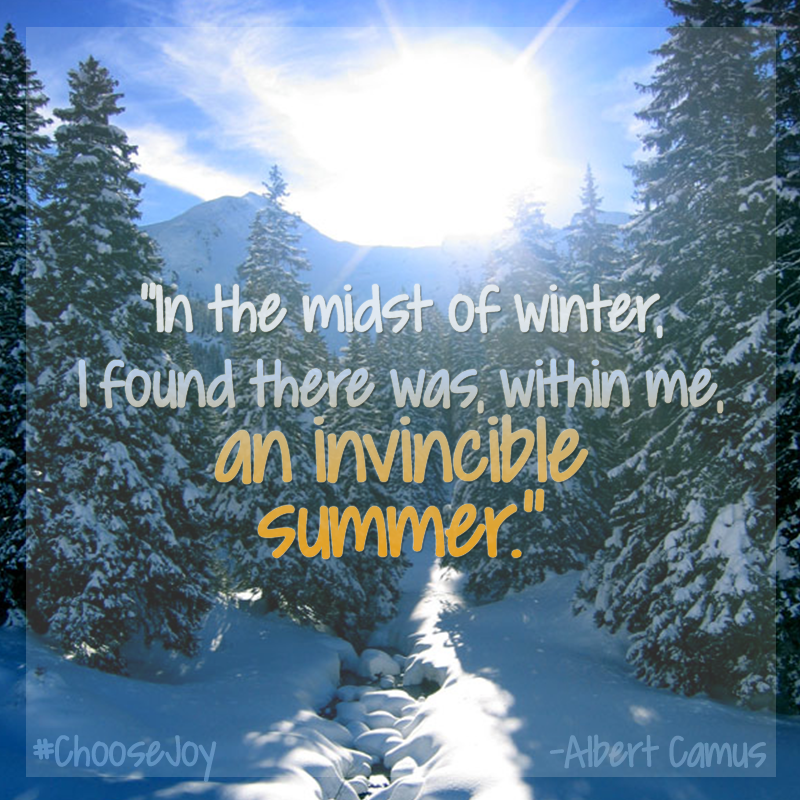 "In the midst of winter,
I found there was, within me,
an invincible
summer."
#ChooseJoy
-Albert Camus